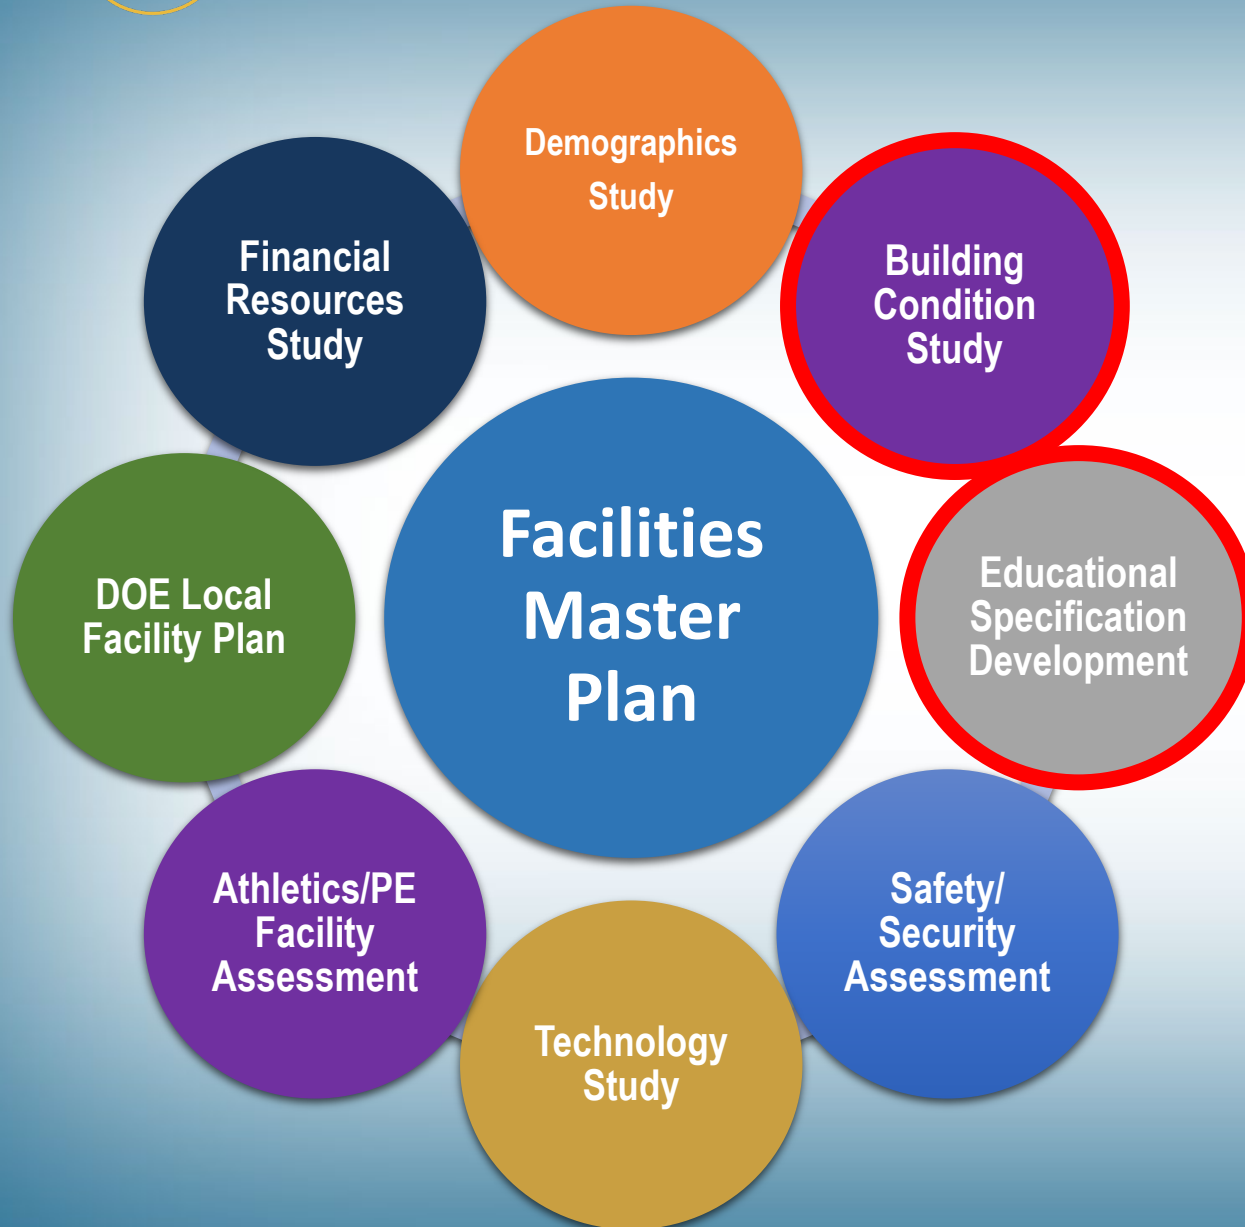 Demographics
Study
Building
Condition
Study
Educational
Specification
Development
Safety/
Security
Assessment
Technology
Study
Athletics/PE
Facility
Assessment
DOE Local
Facility Plan
Financial
Resources
Study
Facilities
Master
Plan